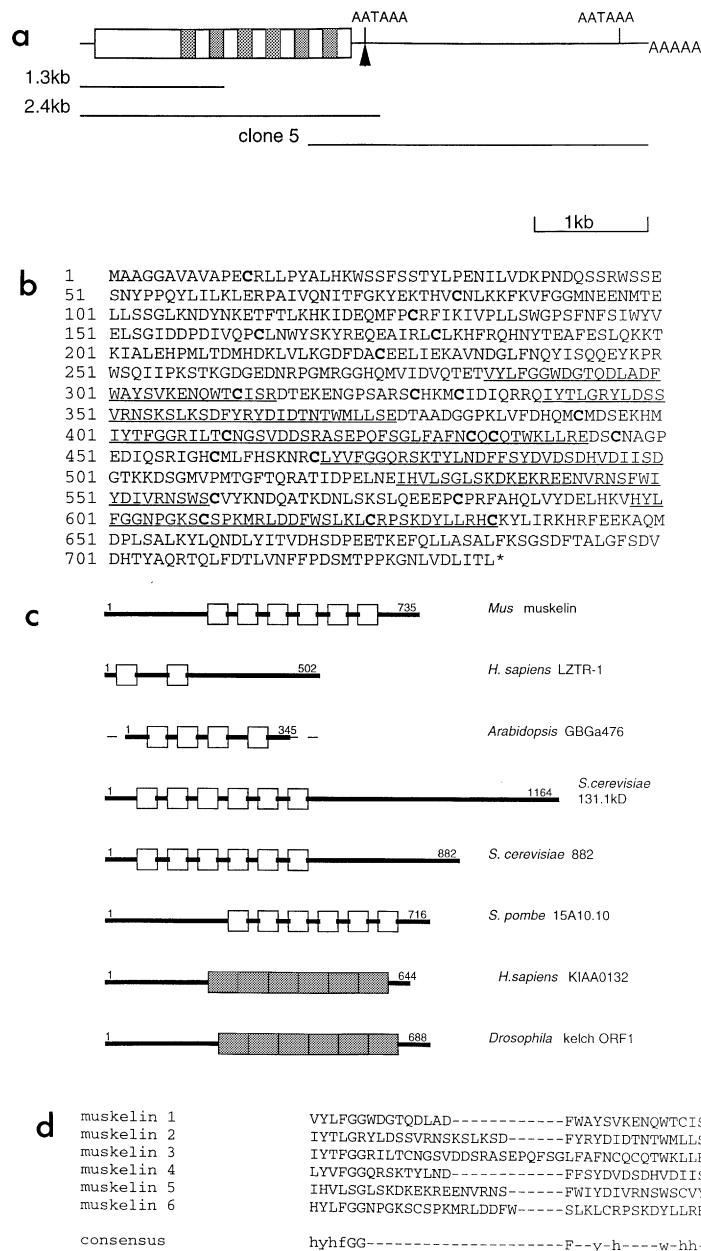 a
AATAAA
AATAAA
AAAAA
1.3kb
2.4kb
clone 5
1kb
b
1 MAAGGAVAVAPECRLLPYALHKWSSFSSTYLPENILVDKPNDQSSRWSSE
51 SNYPPQYLILKLERPAIVQNITFGKYEKTHVCNLKKFKVFGGMNEENMTE
101 LLSSGLKNDYNKETFTLKHKIDEQMFPCRFIKIVPLLSWGPSFNFSIWYV
151 ELSGIDDPDIVQPCLNWYSKYREQEAIRLCLKHFRQHNYTEAFESLQKKT
201 KIALEHPMLTDMHDKLVLKGDFDACEELIEKAVNDGLFNQYISQQEYKPR
251 WSQIIPKSTKGDGEDNRPGMRGGHQMVIDVQTETVYLFGGWDGTQDLADF
301 WAYSVKENQWTCISRDTEKENGPSARSCHKMCIDIQRRQIYTLGRYLDSS
351 VRNSKSLKSDFYRYDIDTNTWMLLSEDTAADGGPKLVFDHQMCMDSEKHM
401 IYTFGGRILTCNGSVDDSRASEPQFSGLFAFNCQCQTWKLLREDSCNAGP
451 EDIQSRIGHCMLFHSKNRCLYVFGGQRSKTYLNDFFSYDVDSDHVDIISD
501 GTKKDSGMVPMTGFTQRATIDPELNEIHVLSGLSKDKEKREENVRNSFWI
551 YDIVRNSWSCVYKNDQATKDNLSKSLQEEEPCPRFAHQLVYDELHKVHYL
601 FGGNPGKSCSPKMRLDDFWSLKLCRPSKDYLLRHCKYLIRKHRFEEKAQM
651 DPLSALKYLQNDLYITVDHSDPEETKEFQLLASALFKSGSDFTALGFSDV
701 DHTYAQRTQLFDTLVNFFPDSMTPPKGNLVDLITL*
c
1 735 Mus muskelin
1 502 H. sapiens LZTR-1
1 345 Arabidopsis GBGa476
1 1164 S.cerevisiae
131.1kD
1 882 S. cerevisiae 882
1 716 S. pombe 15A10.10
1 644 H.sapiens KIAA0132
1 688 Drosophila kelch ORF1
d
muskelin 1 VYLFGGWDGTQDLAD--------------FWAYSVKENQWTCIS
muskelin 2 IYTLGRYLDSSVRNSKSLKSD--------FYRYDIDTNTWMLLS
muskelin 3 IYTFGGRILTCNGSVDDSRASEPQFSGLFAFNCQCQTWKLLR
muskelin 4 LYVFGGQRSKTYLND--------------FFSYDVDSDHVDIIS
muskelin 5 IHVLSGLSKDKEKREENVRNS------FWIYDIVRNSWSCVY
muskelin 6 HYLFGGNPGKSCSPKMRLDDFW-----SLKLCRPSKDYLLR
consensus hyhfGG--------------------F--y-h----w-hh-